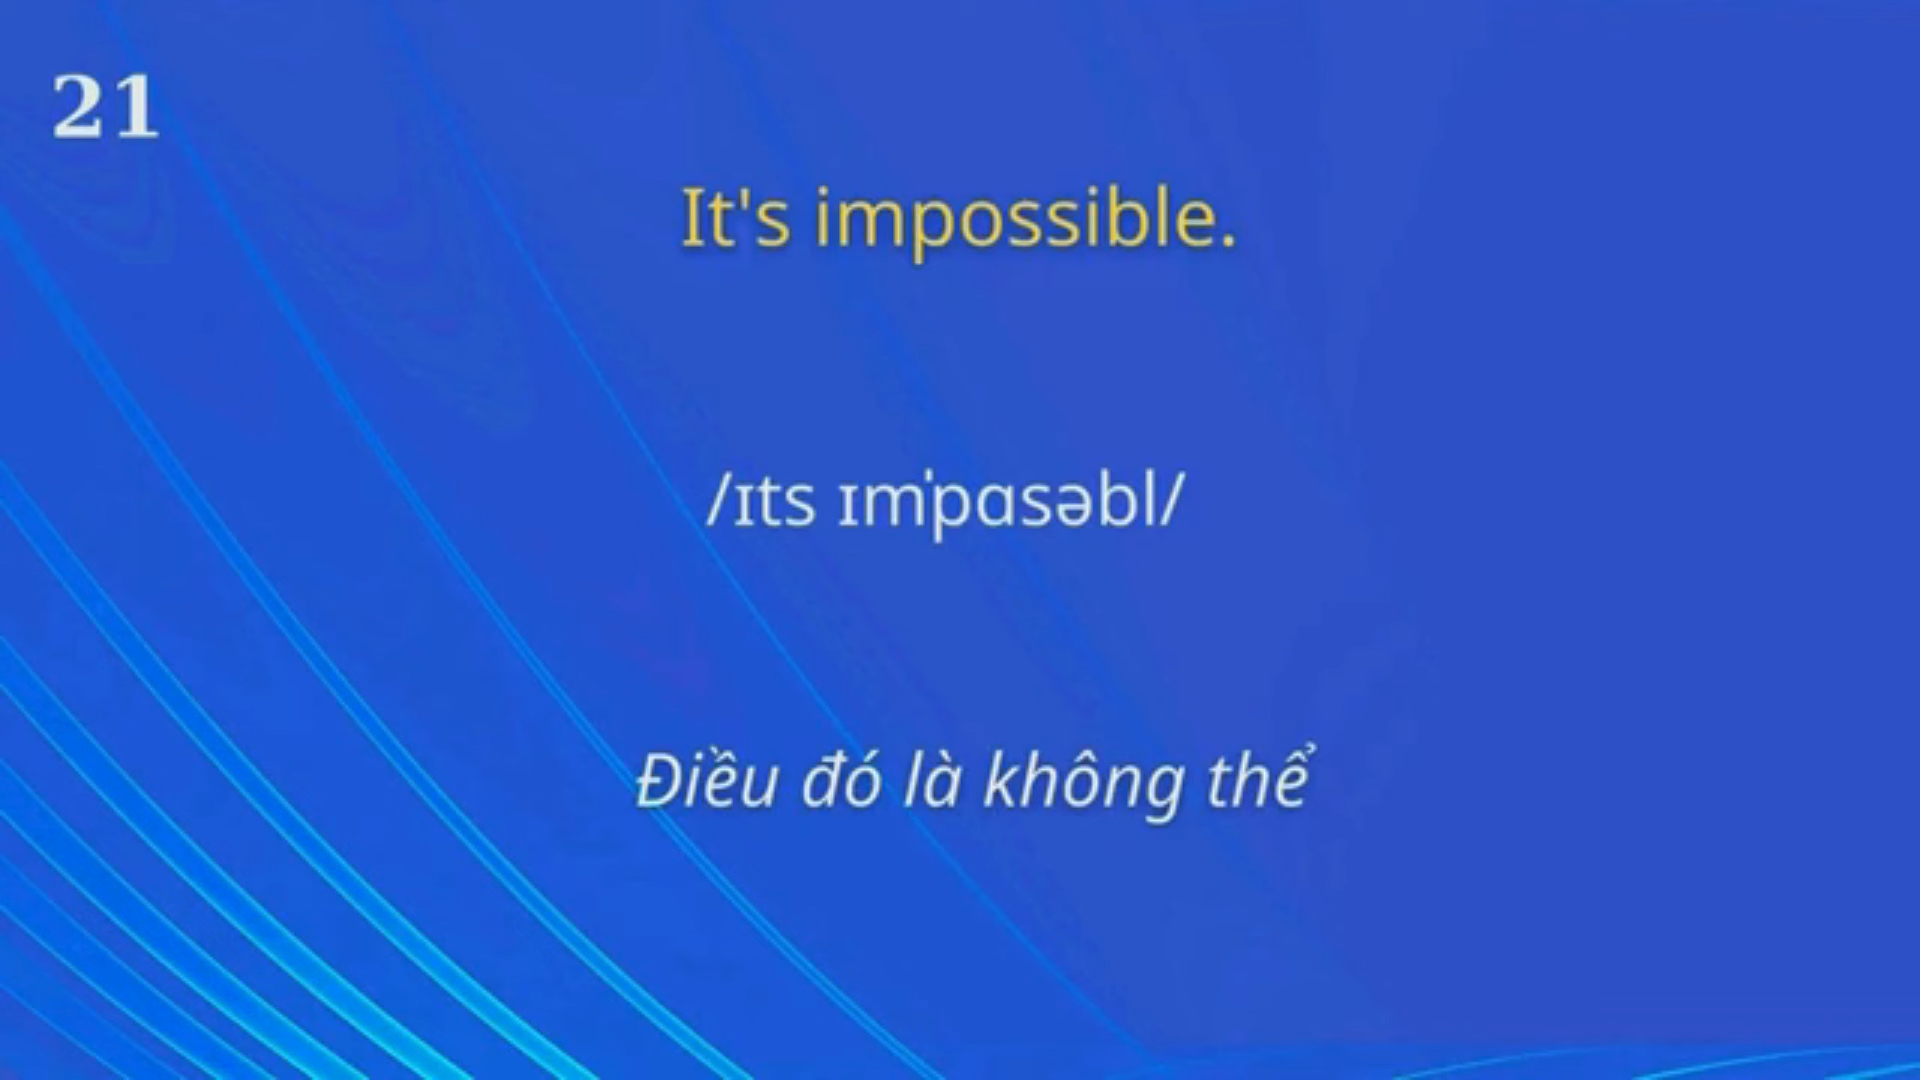 21
It's impossible.
/ɪts ɪmˈpɑsəbl/
Điều đó là không thể